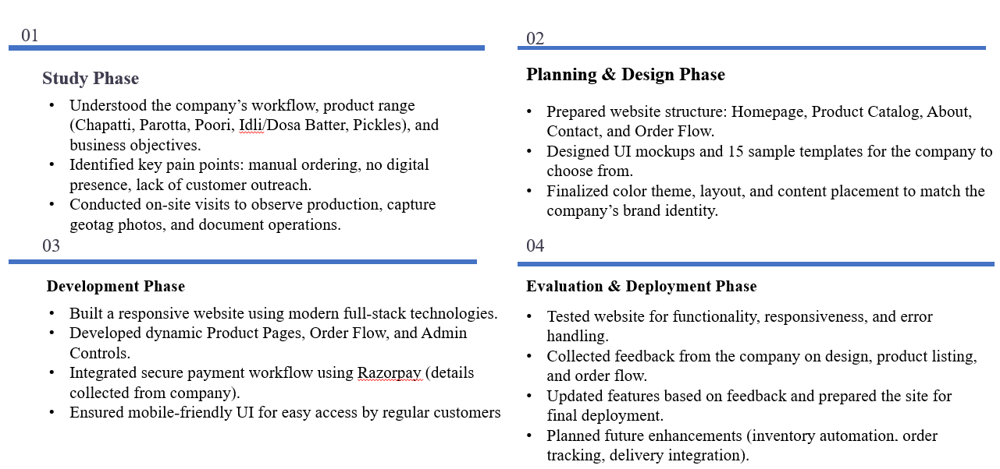 01
Study Phase
• Understood the company’s workflow, product range
(Chapatti, Parotta, Poori, Idli/Dosa Batter, Pickles), and
business objectives.
• Identified key pain points: manual ordering, no digital
presence, lack of customer outreach.
• Conducted on-site visits to observe production, capture
geotag photos, and document operations.
02
Planning & Design Phase
• Prepared website structure: Homepage, Product Catalog, About,
Contact, and Order Flow.
• Designed UI mockups and 15 sample templates for the company to
choose from.
• Finalized color theme, layout, and content placement to match the
company’s brand identity.
03
Development Phase
• Built a responsive website using modern full-stack technologies.
• Developed dynamic Product Pages, Order Flow, and Admin
Controls.
• Integrated secure payment workflow using Razorpay (details
collected from company).
• Ensured mobile-friendly UI for easy access by regular customers
04
Evaluation & Deployment Phase
• Tested website for functionality, responsiveness, and error
handling.
• Collected feedback from the company on design, product listing,
and order flow.
• Updated features based on feedback and prepared the site for
final deployment.
• Planned future enhancements (inventory automation, order
tracking, delivery integration).